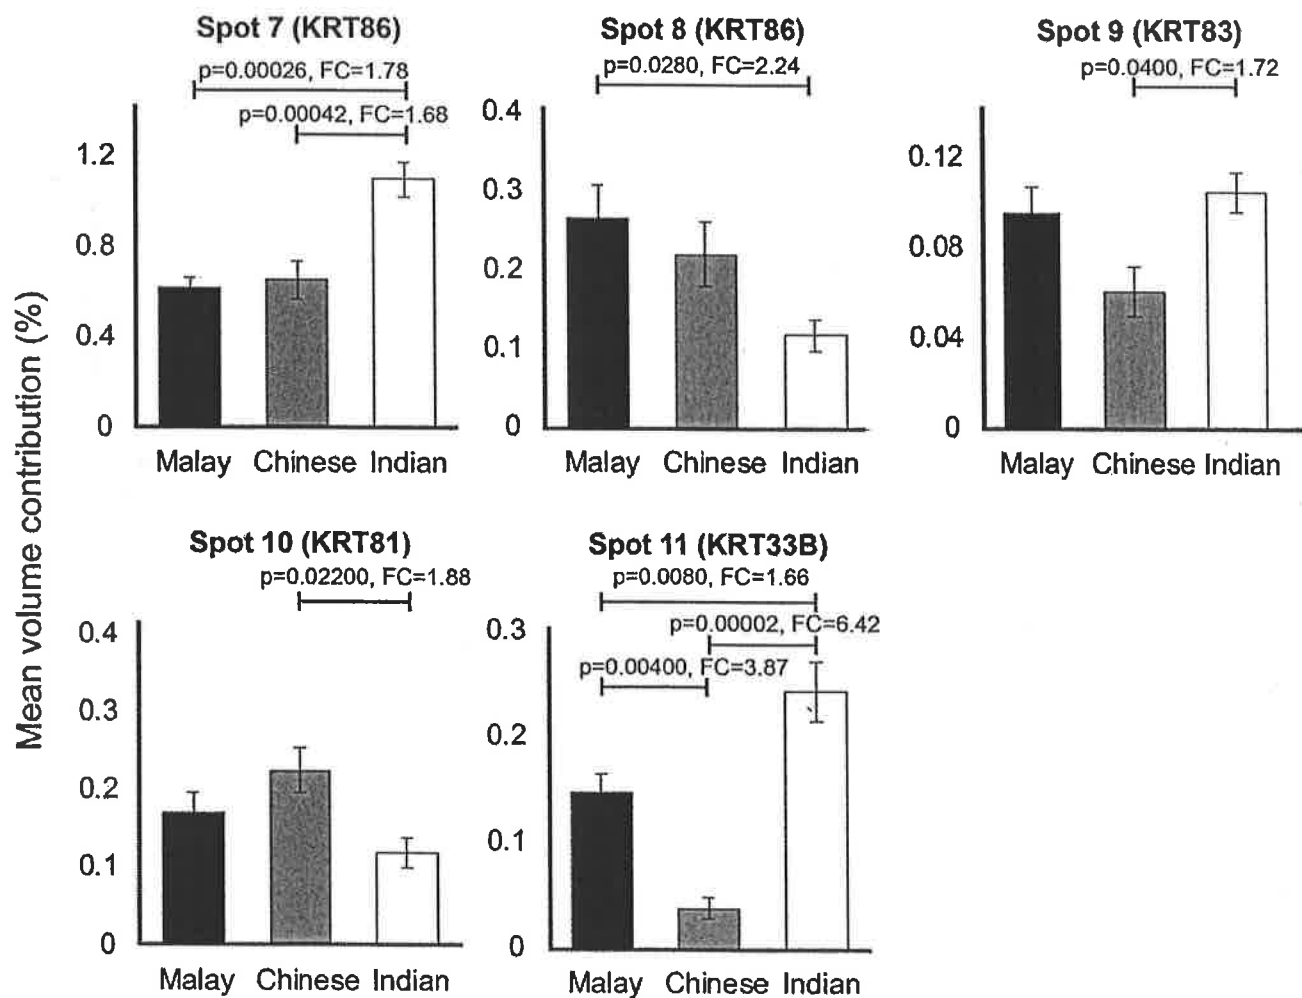 Mean volume contribution (%)
Spot 7 (KRT86)
p=0.00026, FC=1.78
p=0.00042, FC=1.68
1.2
0.8
0.4
0
Malay Chinese Indian
Spot 8 (KRT86)
p=0.0280, FC=2.24
0.4
0.3
0.2
0.1
0
Malay Chinese Indian
Spot 9 (KRT83)
p=0.0400, FC=1.72
0.12
0.08
0.04
0
Malay Chinese Indian
Spot 10 (KRT81)
p=0.02200, FC=1.88
0.4
0.3
0.2
0.1
0
Malay Chinese Indian
Spot 11 (KRT33B)
p=0.0080, FC=1.66
p=0.00002, FC=6.42
p=0.00400, FC=3.87
0.3
0.2
0.1
0
Malay Chinese Indian